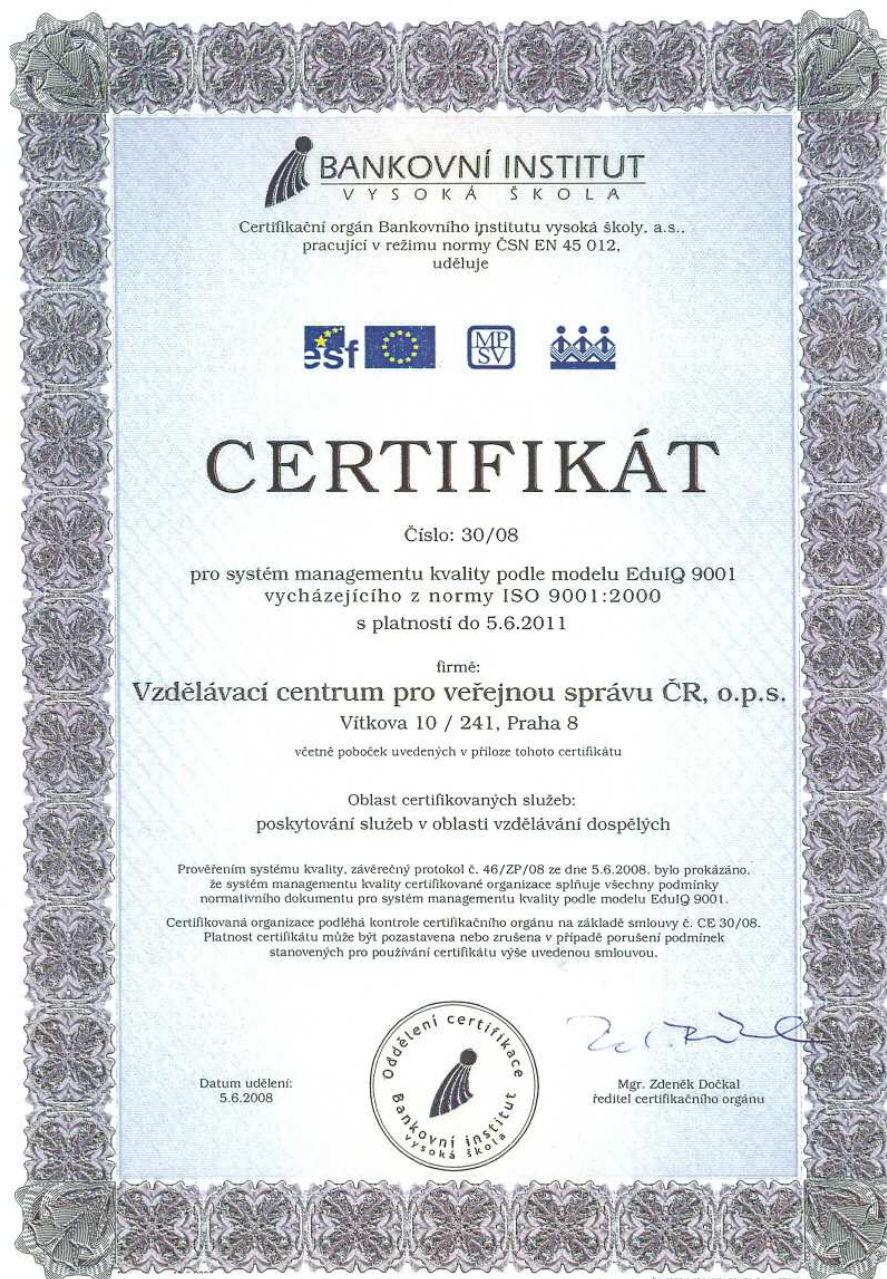 BANKOVNÍ INSTITUT
VYSOKÁ ŠKOLA
Certifikační orgán Bankovního institutu vysoká školy, a.s.,
pracující v režimu normy ČSN EN 45 012,
uděluje
esf
MP
SV
CERTIFIKÁT
Číslo: 30/08
pro systém managementu kvality podle modelu EduIQ 9001
vycházejícího z normy ISO 9001:2000
s platností do 5.6.2011
firmě:
Vzdělávací centrum pro veřejnou správu ČR, o.p.s.
Vítkova 10 / 241, Praha 8
včetně poboček uvedených v příloze tohoto certifikátu
Oblast certifikovaných služeb:
poskytování služeb v oblasti vzdělávání dospělých
Prověřením systému kvality, závěrečný protokol č. 46/ZP/08 ze dne 5.6.2008, bylo prokázáno,
že systém managementu kvality certifikované organizace splňuje všechny podmínky
normativního dokumentu pro systém managementu kvality podle modelu EduIQ 9001.
Certifikovaná organizace podléhá kontrole certifikačního orgánu na základě smlouvy č. CE 30/08.
Platnost certifikátu může být pozastavena nebo zrušena v případě porušení podmínek
stanovených pro používání certifikátu výše uvedenou smlouvou.
Oddělení certifikace
Bankovní institut
vysoká škola
Datum udělení:
5.6.2008
Mgr. Zdeněk Dočkal
ředitel certifikačního orgánu